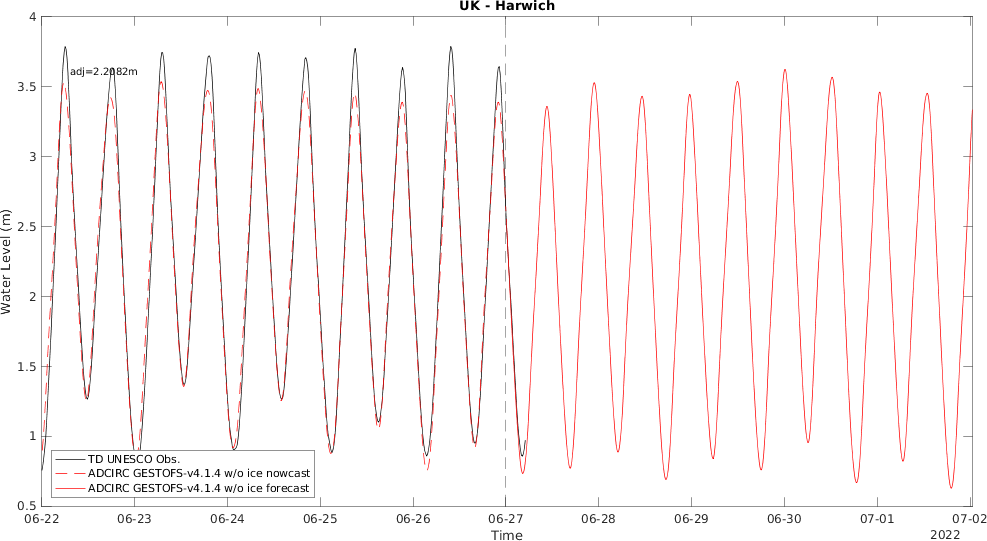 UK - Harwich
4
adj=2.2082m
3.5
3
2.5
2
1.5
1
0.5
Water Level (m)
TD UNESCO Obs.
ADCIRC GESTOFS-v4.1.4 w/o ice nowcast
ADCIRC GESTOFS-v4.1.4 w/o ice forecast
06-22 06-23 06-24 06-25 06-26 06-27 06-28 06-29 06-30 07-01 07-02
Time
2022